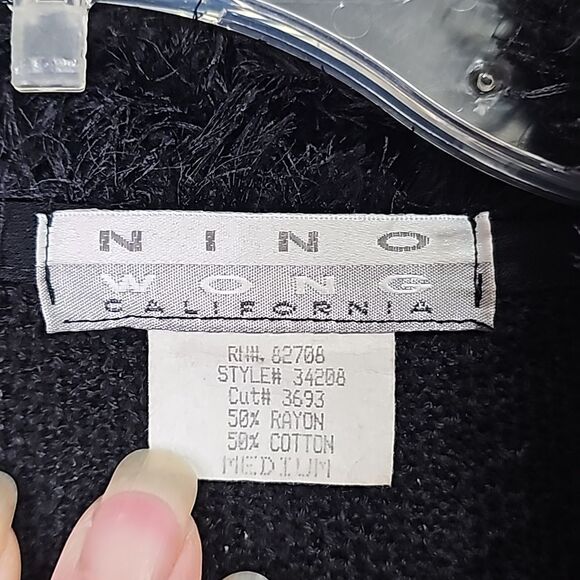 NINO
WONG
CALIFORNIA
RN#. 82708
STYLE# 34208
Cut# 3693
50% RAYON
50% COTTON
MEDIUM